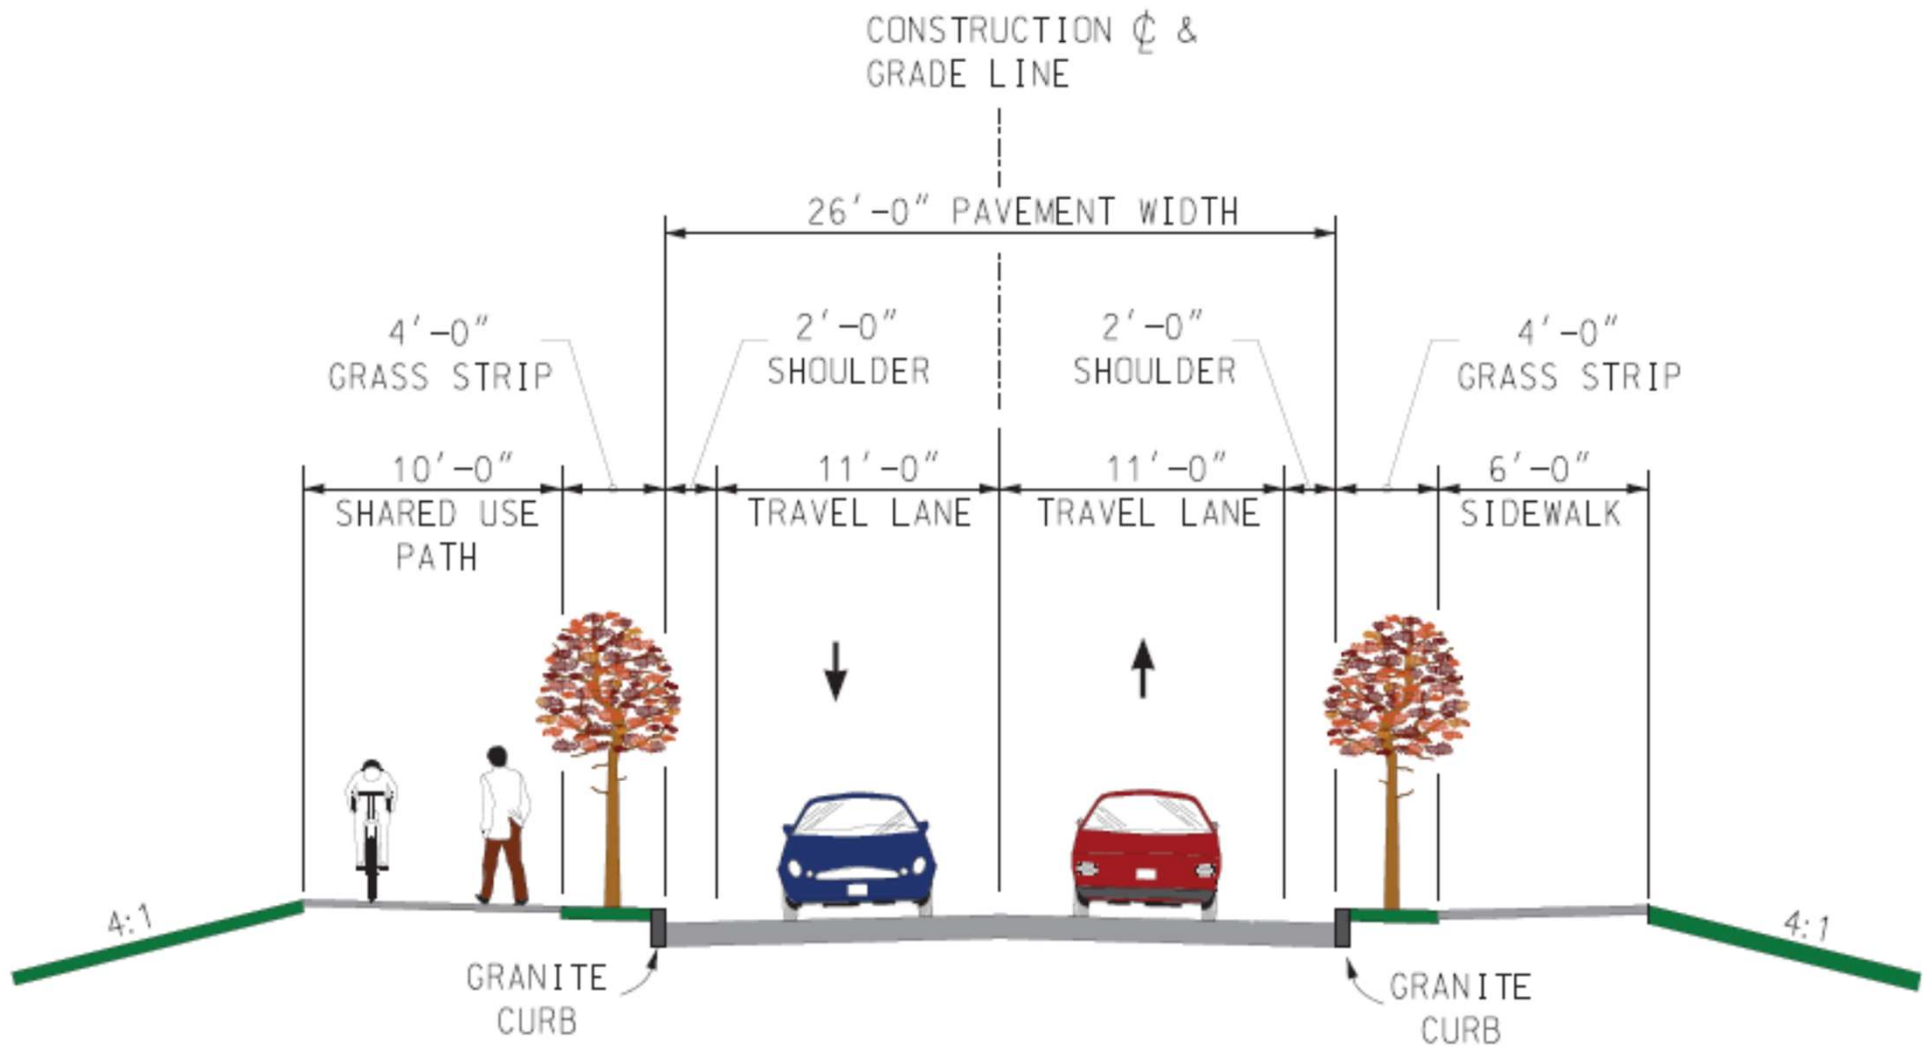 CONSTRUCTION ℄ &
GRADE LINE
26'-0" PAVEMENT WIDTH
4'-0"
GRASS STRIP
2'-0"
SHOULDER
2'-0"
SHOULDER
4'-0"
GRASS STRIP
10'-0"
SHARED USE
PATH
11'-0"
TRAVEL LANE
11'-0"
TRAVEL LANE
6'-0"
SIDEWALK
4:1
4:1
GRANITE
CURB
GRANITE
CURB